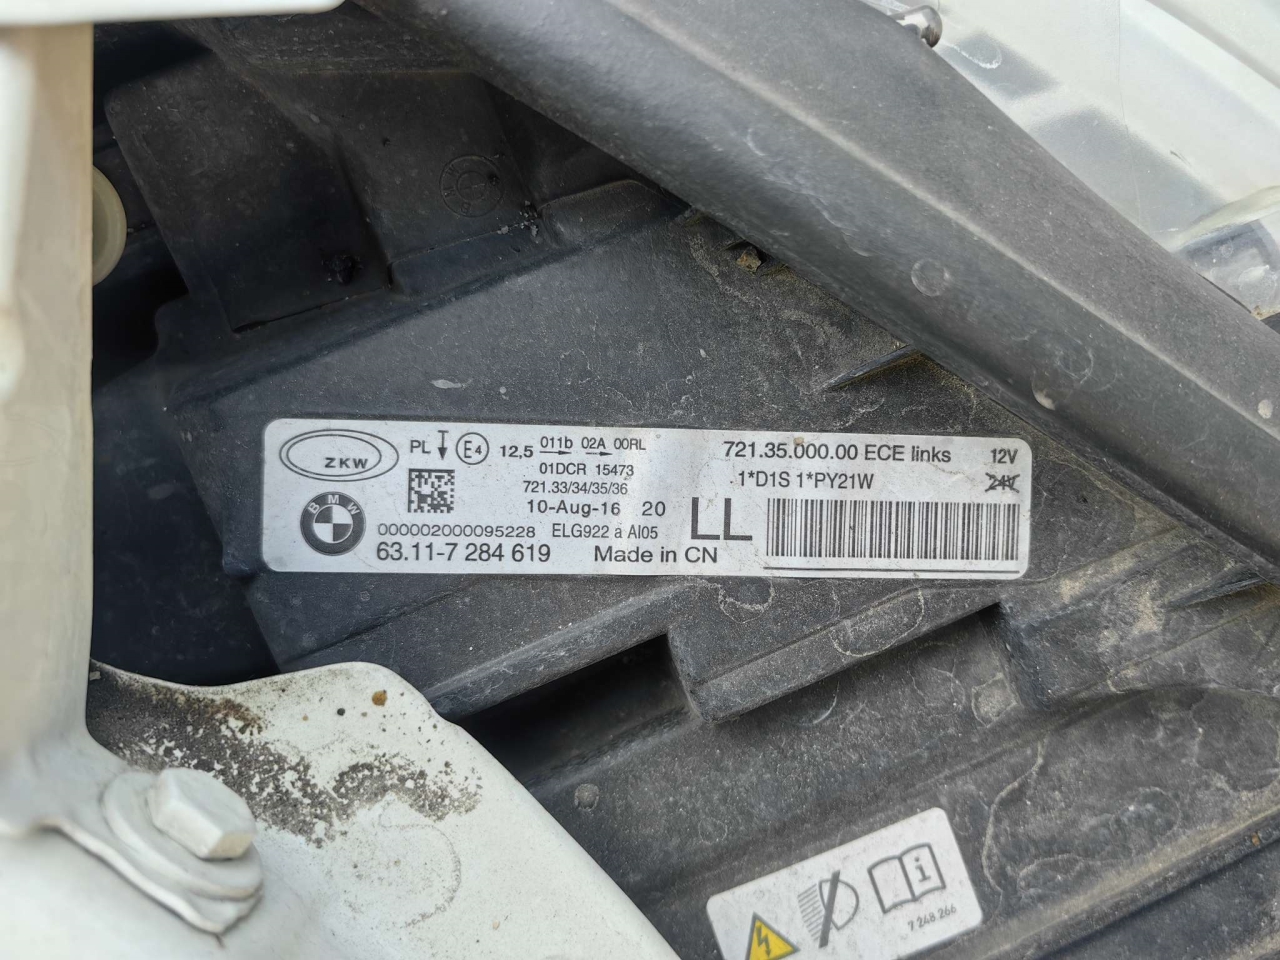 ZKW
PL E4 12,5 011b 02A 00RL
01DCR 15473
721.33/34/35/36
10-Aug-16 20
000002000095228 ELG922 a AI05
63.11-7 284 619 Made in CN
BMW
LL
721.35.000.00 ECE links 12V
1*D1S 1*PY21W 24V
i
7 248 266